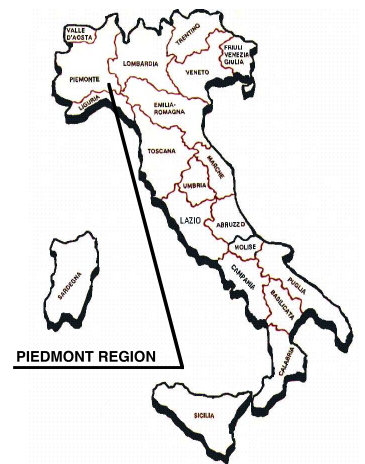 VALLE
D'AOSTA
TRENTINO
FRIULI
VENEZIA
GIULIA
LOMBARDIA
VENETO
PIEMONTE
LIGURIA
EMILIA-
ROMAGNA
TOSCANA
MARCHE
UMBRIA
LAZIO
ABRUZZO
MOLISE
CAMPANIA
PUGLIA
BASILICATA
SARDEGNA
PIEDMONT REGION
CALABRIA
SICILIA